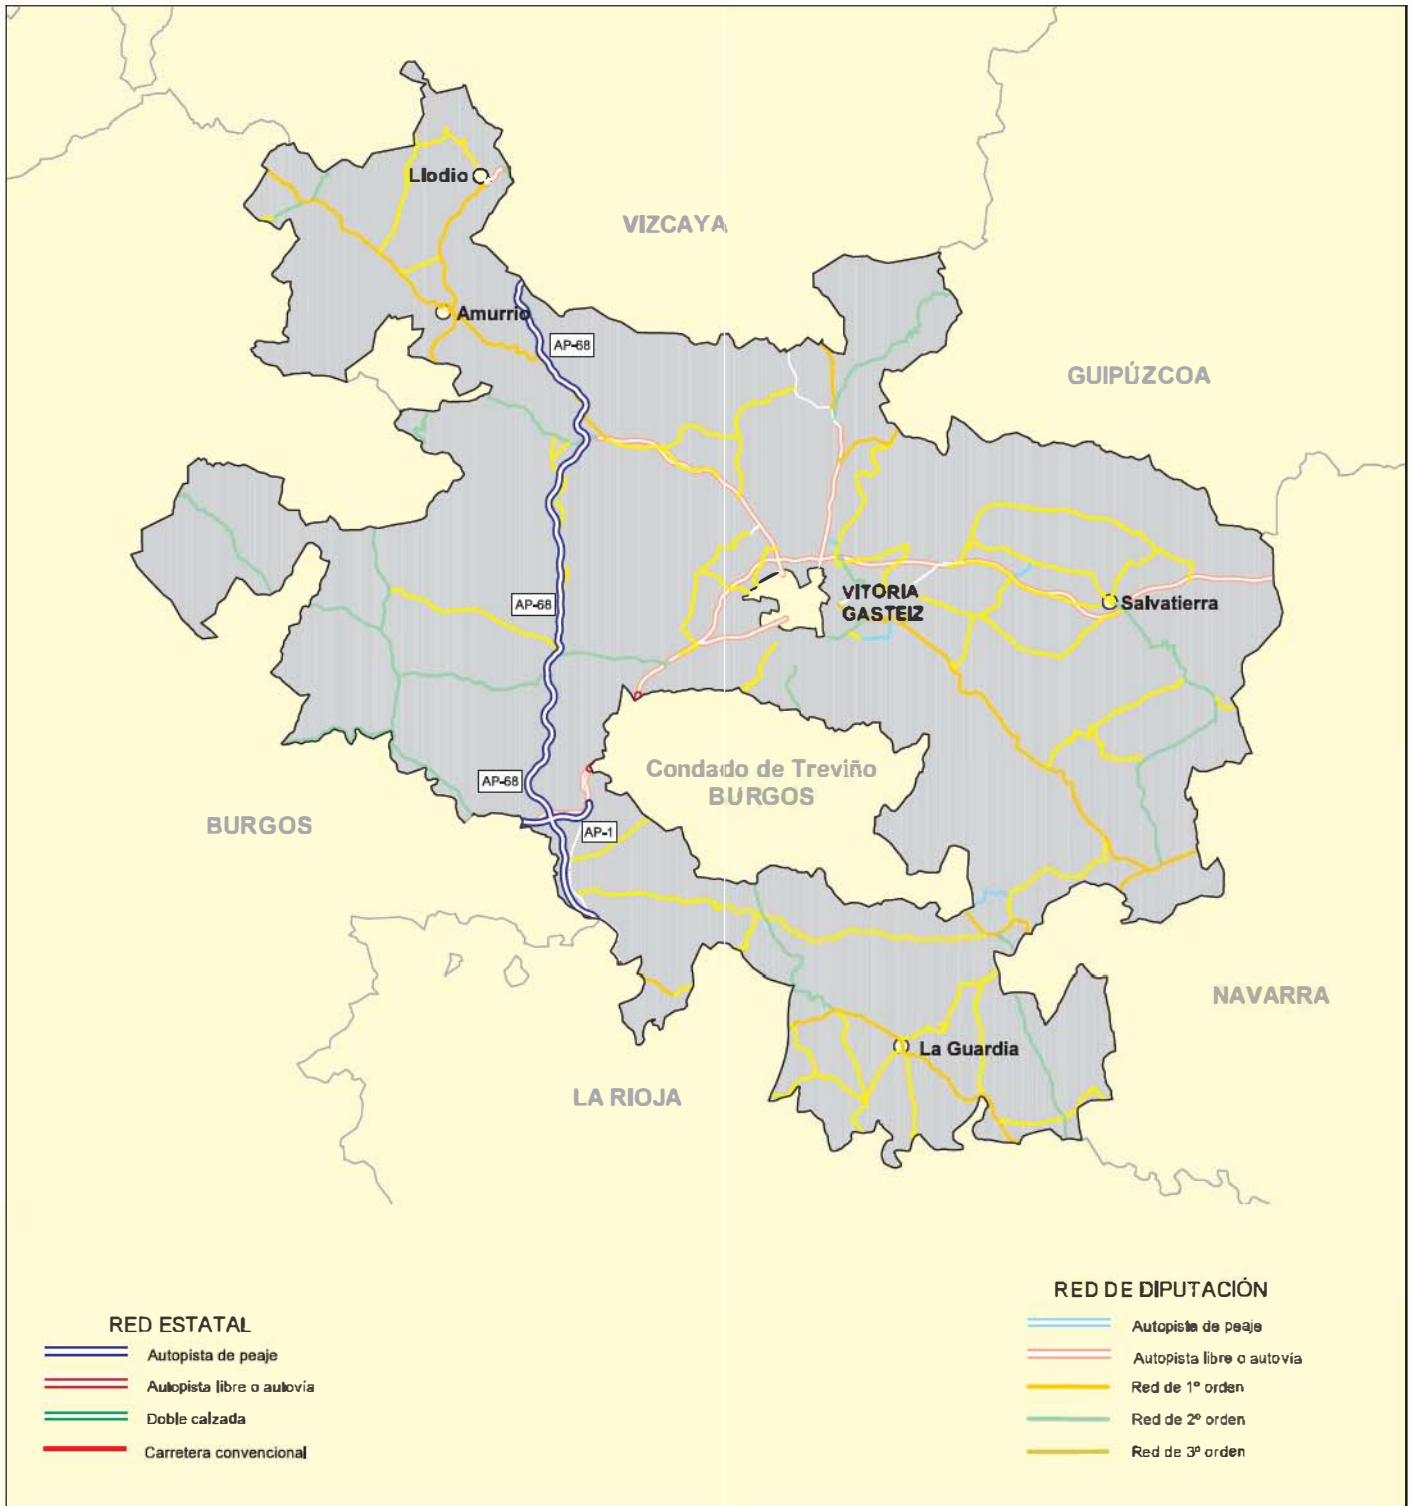 Llodio
VIZCAYA
Amurrio
AP-68
GUIPÚZCOA
AP-68
VITORIA
GASTEIZ
Salvatierra
AP-68
Condado de Treviño
BURGOS
BURGOS
AP-1
NAVARRA
La Guardia
LA RIOJA
RED ESTATAL
Autopista de peaje
Autopista libre o autovía
Doble calzada
Carretera convencional
RED DE DIPUTACIÓN
Autopista de peaje
Autopista libre o autovía
Red de 1º orden
Red de 2º orden
Red de 3º orden